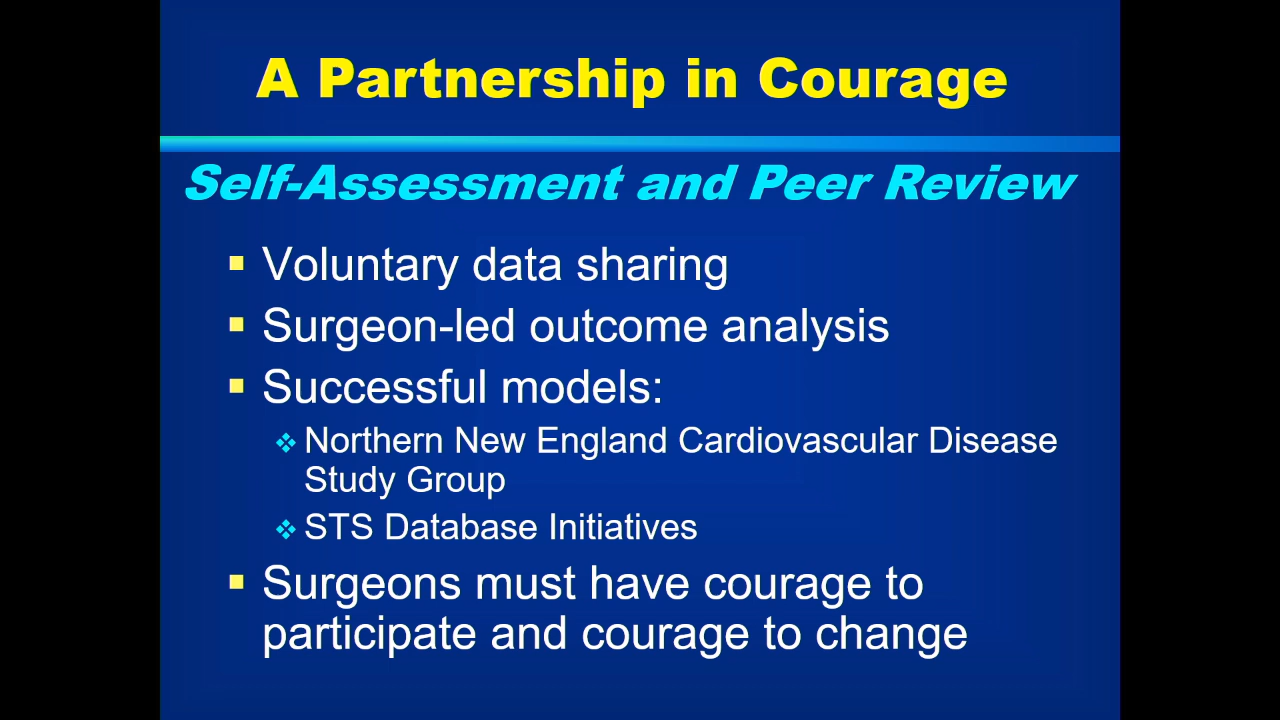 A Partnership in Courage
Self-Assessment and Peer Review
Voluntary data sharing
Surgeon-led outcome analysis
Successful models:
Northern New England Cardiovascular Disease
Study Group
STS Database Initiatives
Surgeons must have courage to
participate and courage to change